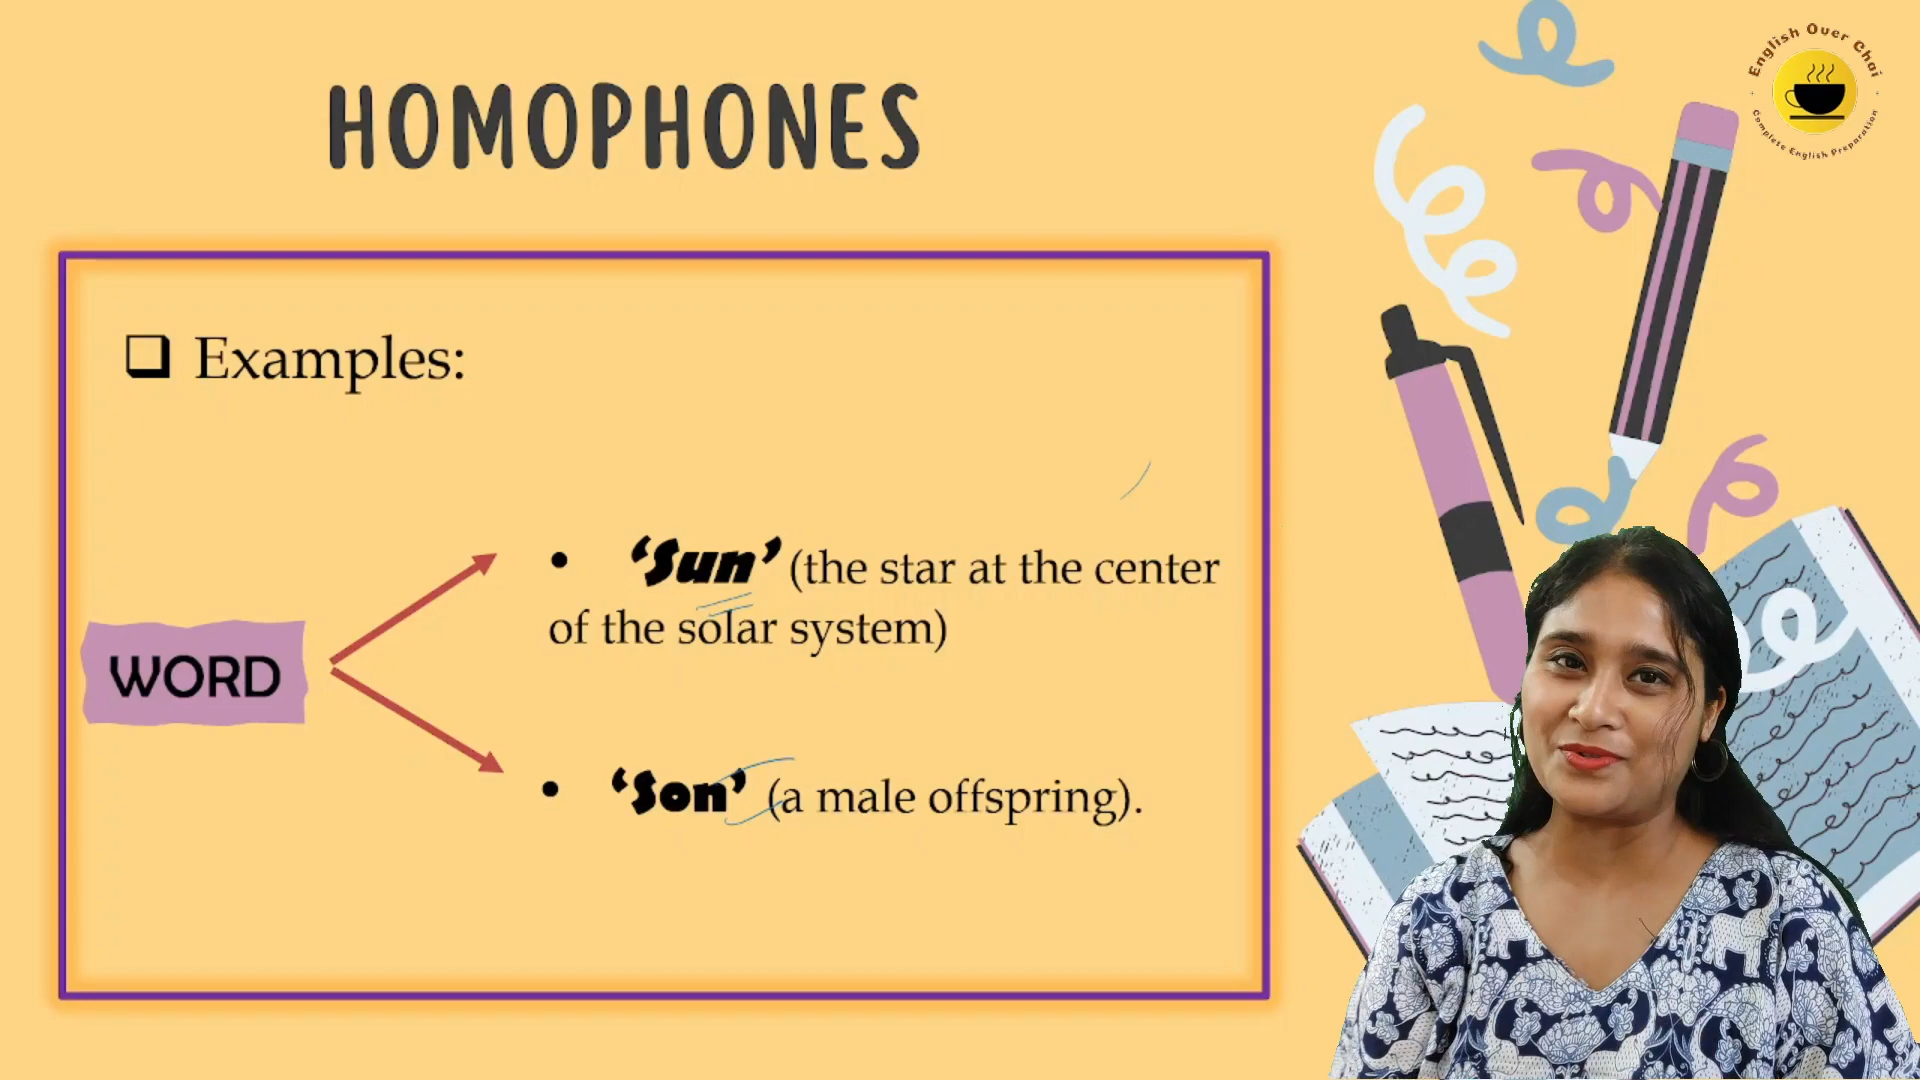 English Over Chai
Complete English Preparation
HOMOPHONES
❑ Examples:
WORD
• ‘Sun’ (the star at the center
of the solar system)
• ‘Son’ (a male offspring).